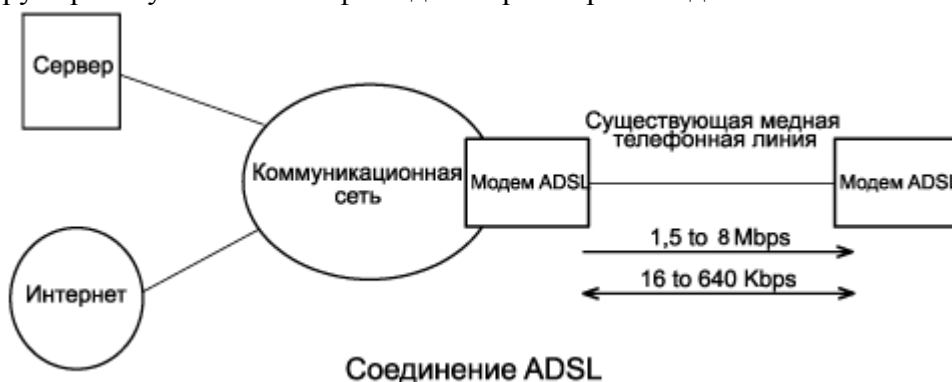 Сервер
Существующая медная
телефонная линия
Коммуникационная
сеть
Модем ADSL
Модем ADSL
1,5 to 8 Mbps
16 to 640 Kbps
Интернет
Соединение ADSL